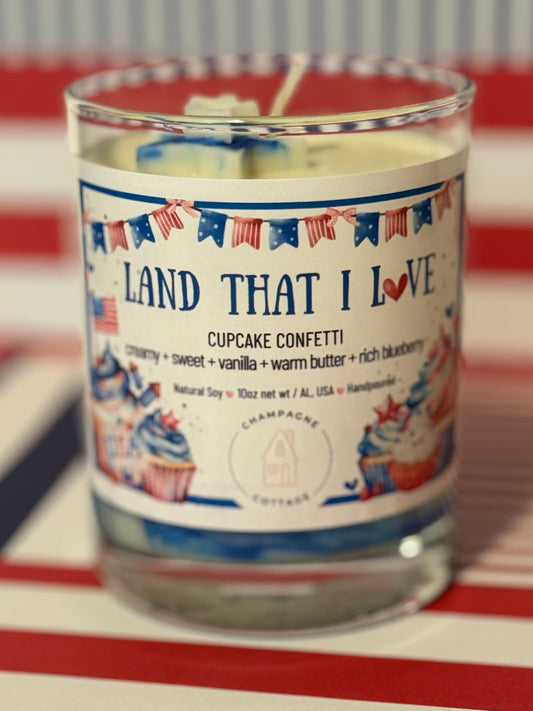 LAND THAT I LOVE
CUPCAKE CONFETTI
creamy + sweet + vanilla + warm butter + rich blueberry
Natural Soy ♥ 10oz net wt / AL, USA ♥ Handpoured
CHAMPAGNE
COTTAGE